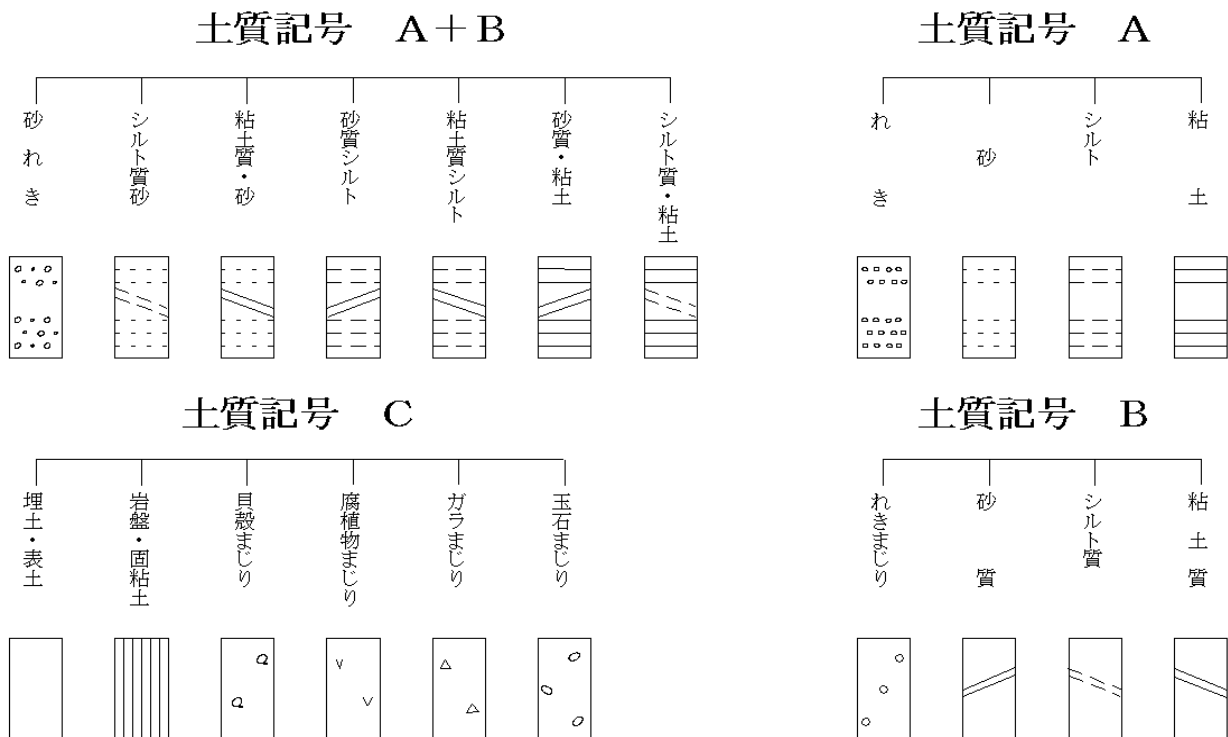 土質記号 A+B
砂れき
シルト質砂
粘土質・砂
砂質シルト
粘土質シルト
砂質・粘土
シルト質・粘土
土質記号 A
れき
砂
シルト
粘土
土質記号 C
埋土・表土
岩盤・固粘土
貝殻まじり
腐植物まじり
ガラまじり
玉石まじり
土質記号 B
れきまじり
砂質
シルト質
粘土質